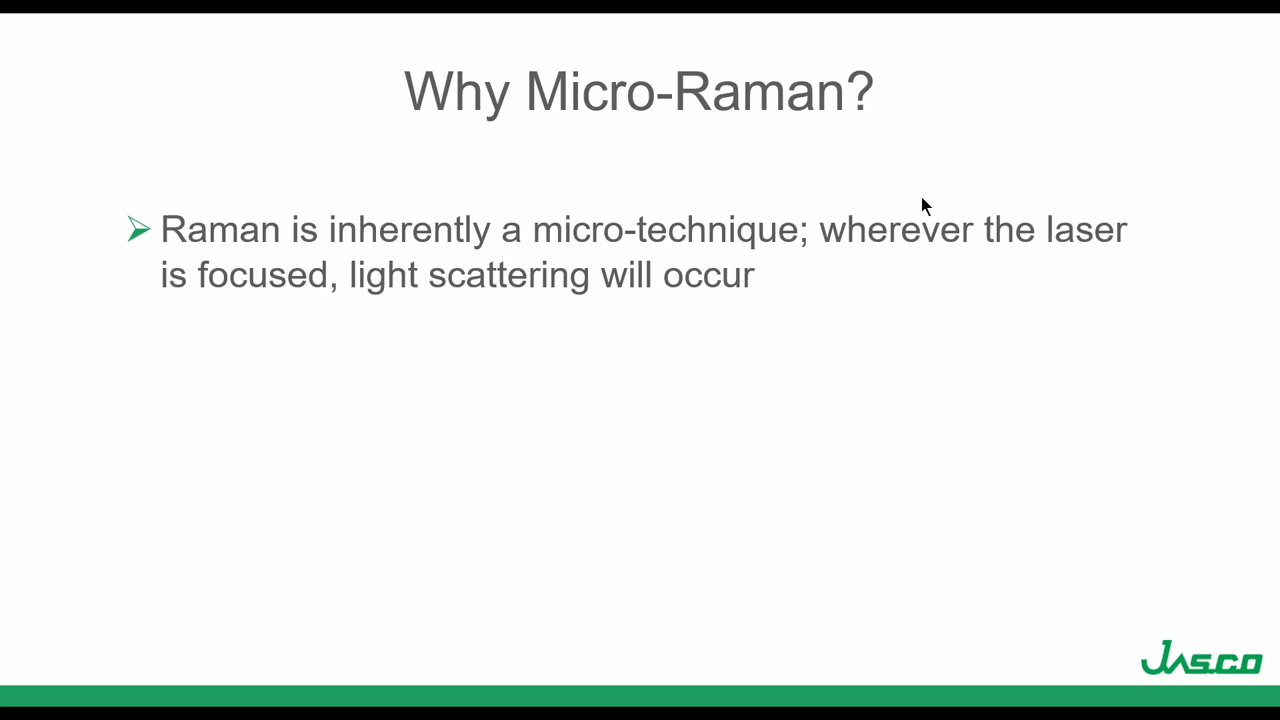 Why Micro-Raman?
Raman is inherently a micro-technique; wherever the laser
is focused, light scattering will occur
Jasco